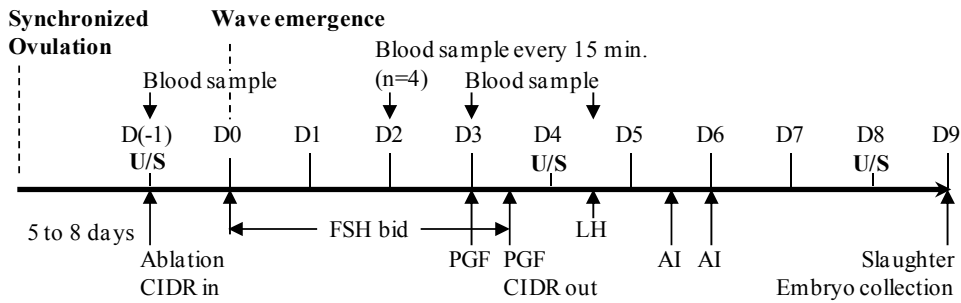 Synchronized
Ovulation
Wave emergence
Blood sample every 15 min.
(n=4)
Blood sample
Blood sample
D(-1) D0 D1 D2 D3 D4 D5 D6 D7 D8 D9
U/S U/S U/S
5 to 8 days
FSH bid
LH
Ablation
CIDR in
PGF PGF
CIDR out
AI AI
Slaughter
Embryo collection